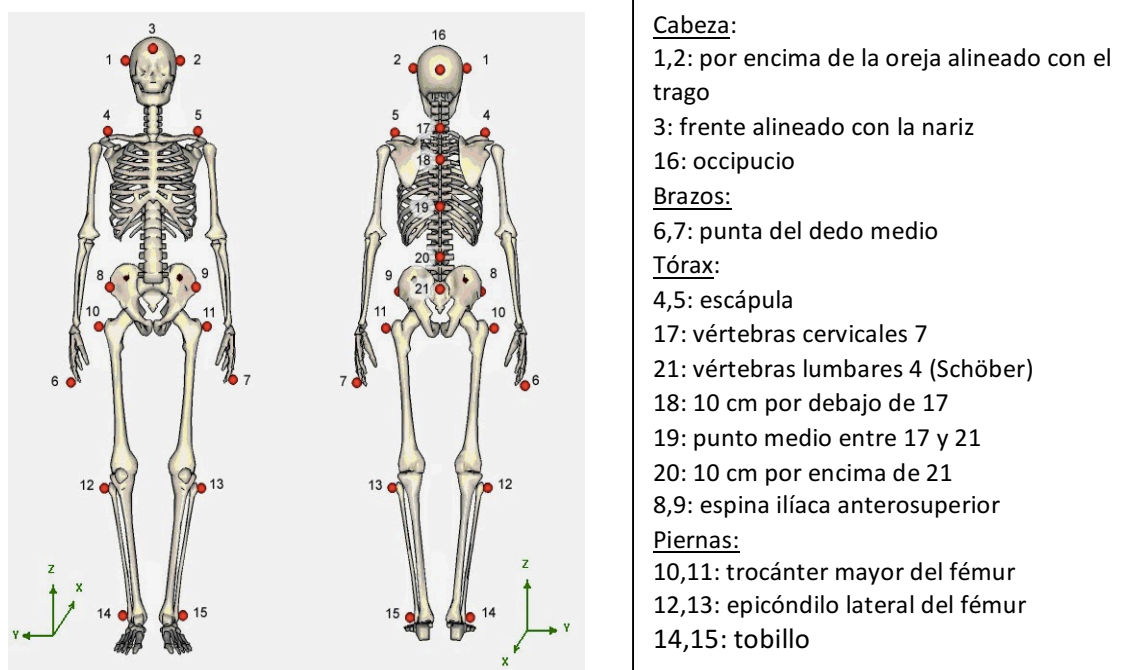 3
1
2
4
5
8
9
10
11
6
7
12
13
14
15
Z
X
Y
16
2
1
5
4
17
18
19
20
9
8
21
11
10
7
6
13
12
15
14
Z
Y
X
Cabeza:
1,2: por encima de la oreja alineado con el
trago
3: frente alineado con la nariz
16: occipucio
Brazos:
6,7: punta del dedo medio
Tórax:
4,5: escápula
17: vértebras cervicales 7
21: vértebras lumbares 4 (Schöber)
18: 10 cm por debajo de 17
19: punto medio entre 17 y 21
20: 10 cm por encima de 21
8,9: espina ilíaca anterosuperior
Piernas:
10,11: trocánter mayor del fémur
12,13: epicóndilo lateral del fémur
14,15: tobillo